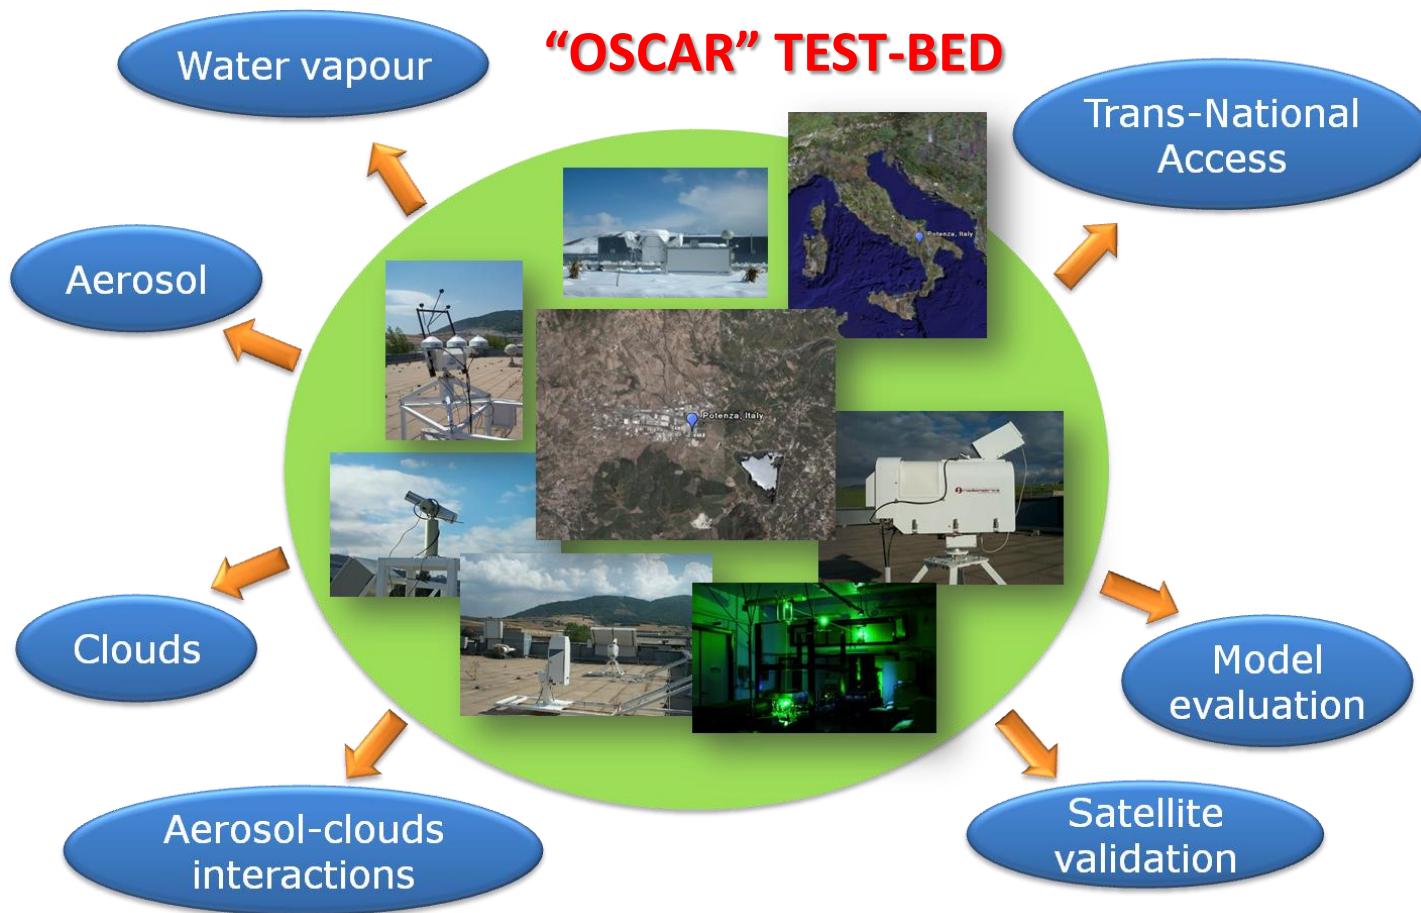 “OSCAR” TEST-BED
Water vapour
Trans-National
Access
Aerosol
Potenza, Italy
Potenza, Italy
radiometrics
Clouds
Model
evaluation
Aerosol-clouds
interactions
Satellite
validation